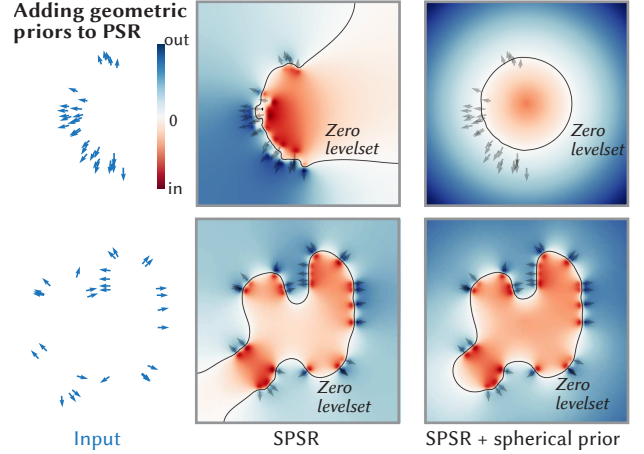 Adding geometric
priors to PSR
out
0
in
Zero
levelset
Zero
levelset
Zero
levelset
Zero
levelset
Input
SPSR
SPSR + spherical prior